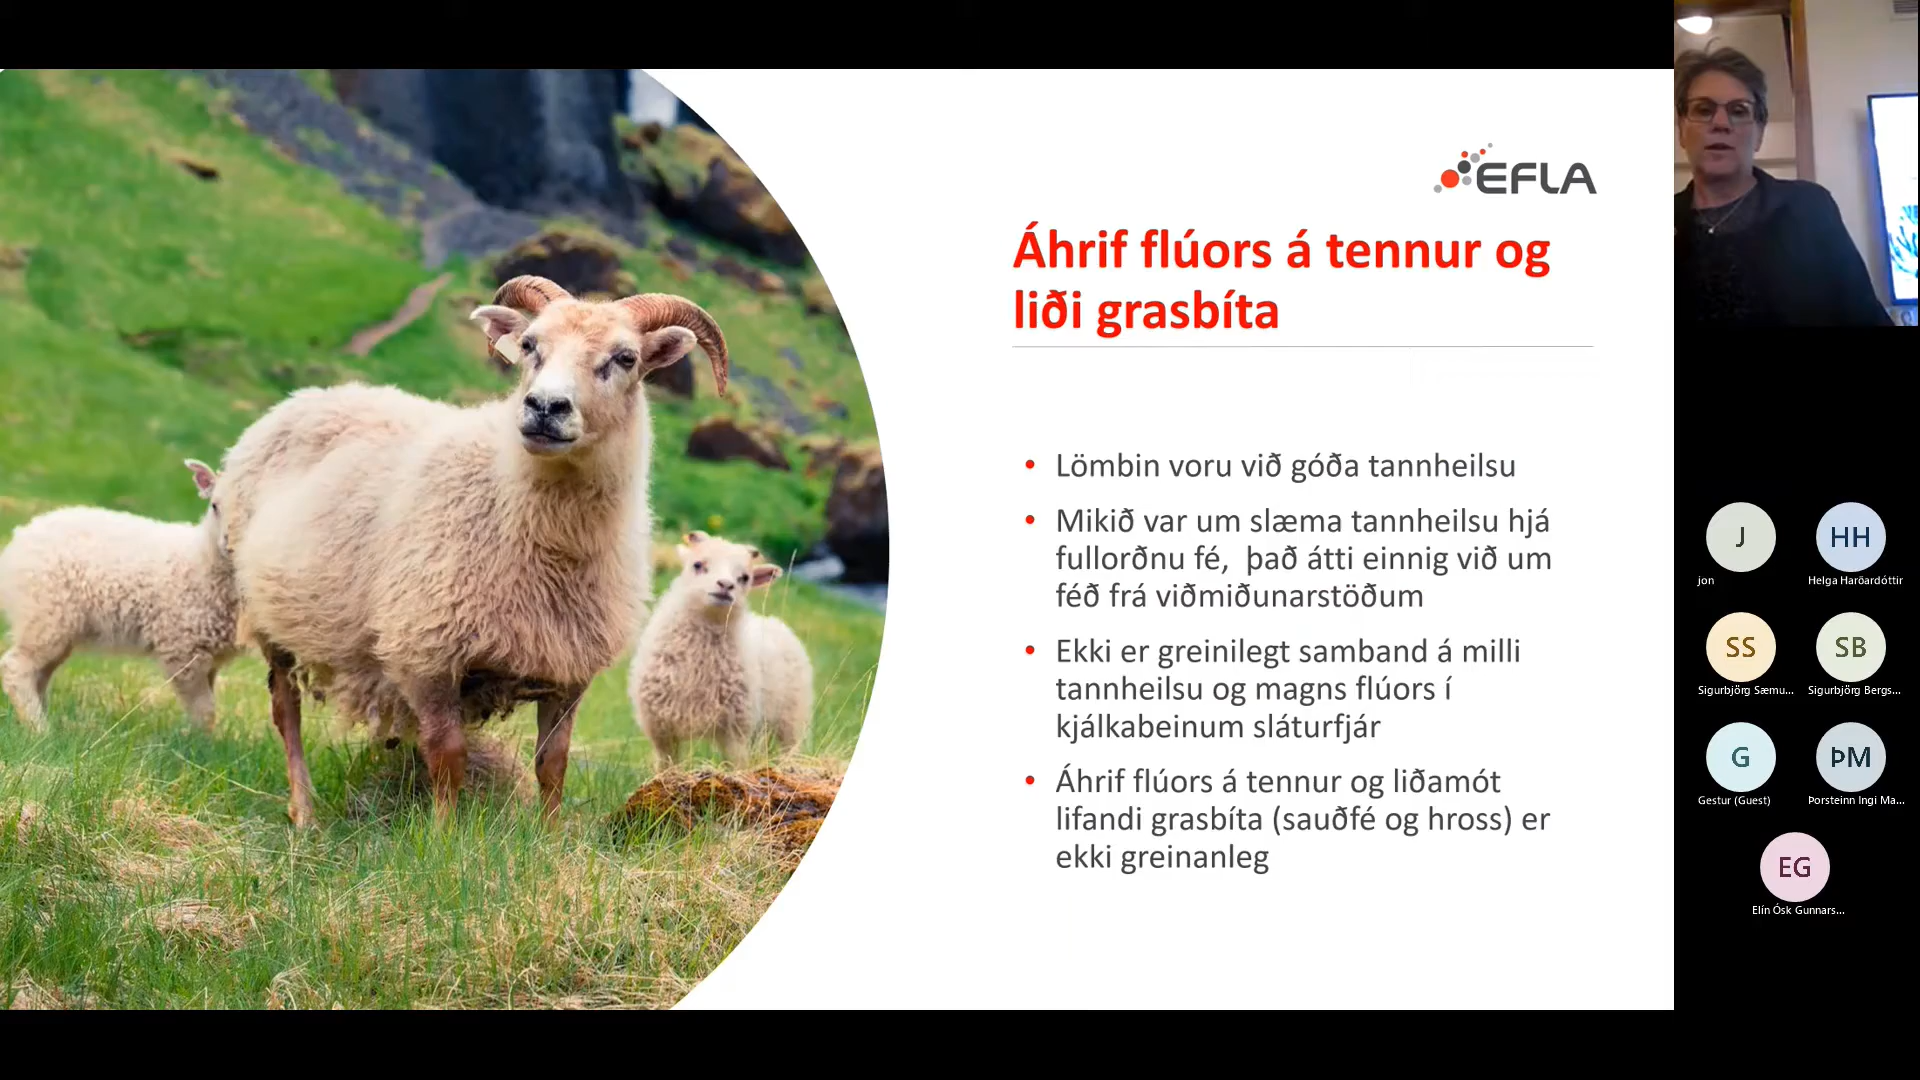 EFLA
Áhrif flúors á tennur og
liði grasbíta
• Lömbin voru við góða tannheilsu
• Mikið var um slæma tannheilsu hjá
fullorðnu fé, það átti einnig við um
féð frá viðmiðunarstöðum
• Ekki er greinilegt samband á milli
tannheilsu og magns flúors í
kjálkabeinum sláturfjár
• Áhrif flúors á tennur og liðamót
lifandi grasbíta (sauðfé og hross) er
ekki greinanleg
J
HH
jon
Helga Harðardóttir
SS
SB
Sigurbjörg Sæmu...
Sigurbjörg Bergs...
G
ÞM
Gestur (Guest)
Þorsteinn Ingi Ma...
EG
Elín Ósk Gunnars...